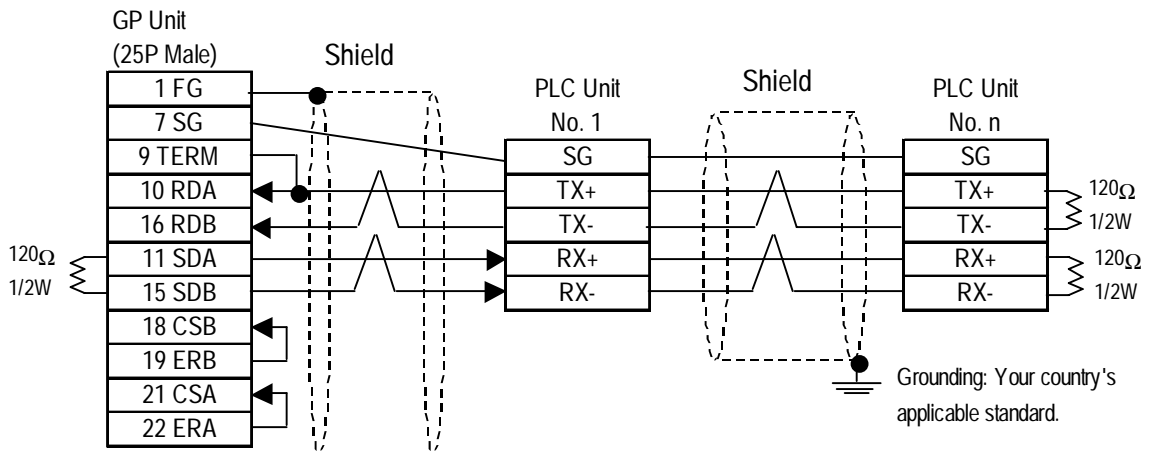 GP Unit
(25P Male)
Shield
1 FG
7 SG
9 TERM
10 RDA
16 RDB
11 SDA
15 SDB
18 CSB
19 ERB
21 CSA
22 ERA
120Ω
1/2W
PLC Unit
No. 1
SG
TX+
TX-
RX+
RX-
Shield
PLC Unit
No. n
SG
TX+
TX-
RX+
RX-
120Ω
1/2W
120Ω
1/2W
Grounding: Your country's
applicable standard.